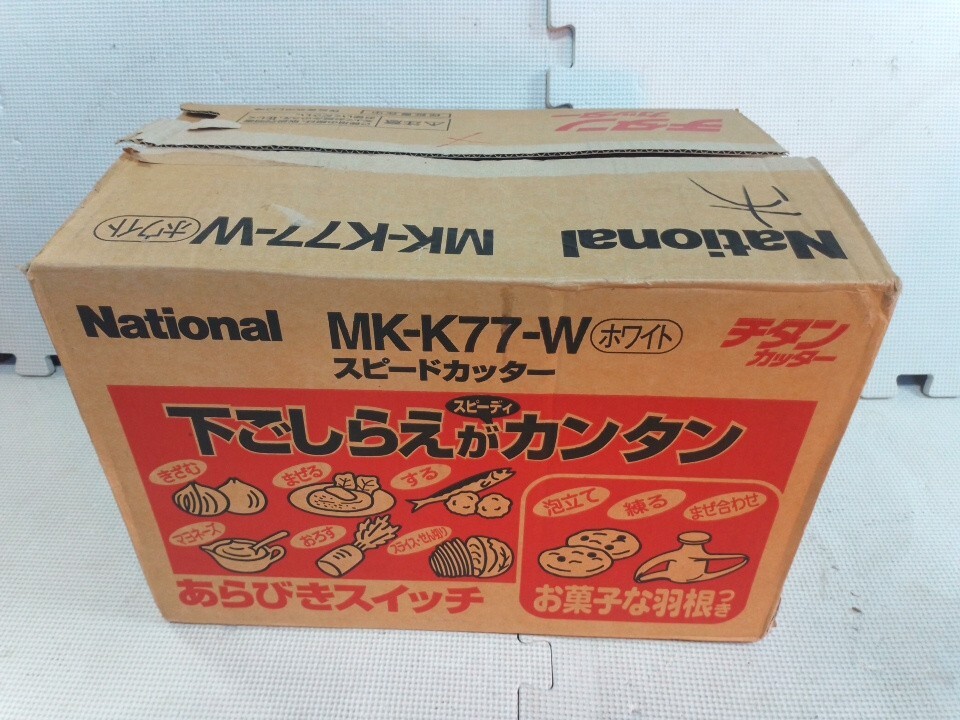 チタン
カッター
National
MK-K77-W ホワイト
National
MK-K77-W ホワイト
スピードカッター
チタン
カッター
下ごしらえがカンタン
スピーディ
きざむ
まぜる
する
マヨネーズ
おろす
スライス・せん切り
あらびきスイッチ
泡立て
練る
まぜ合わせ
お菓子な羽根つき